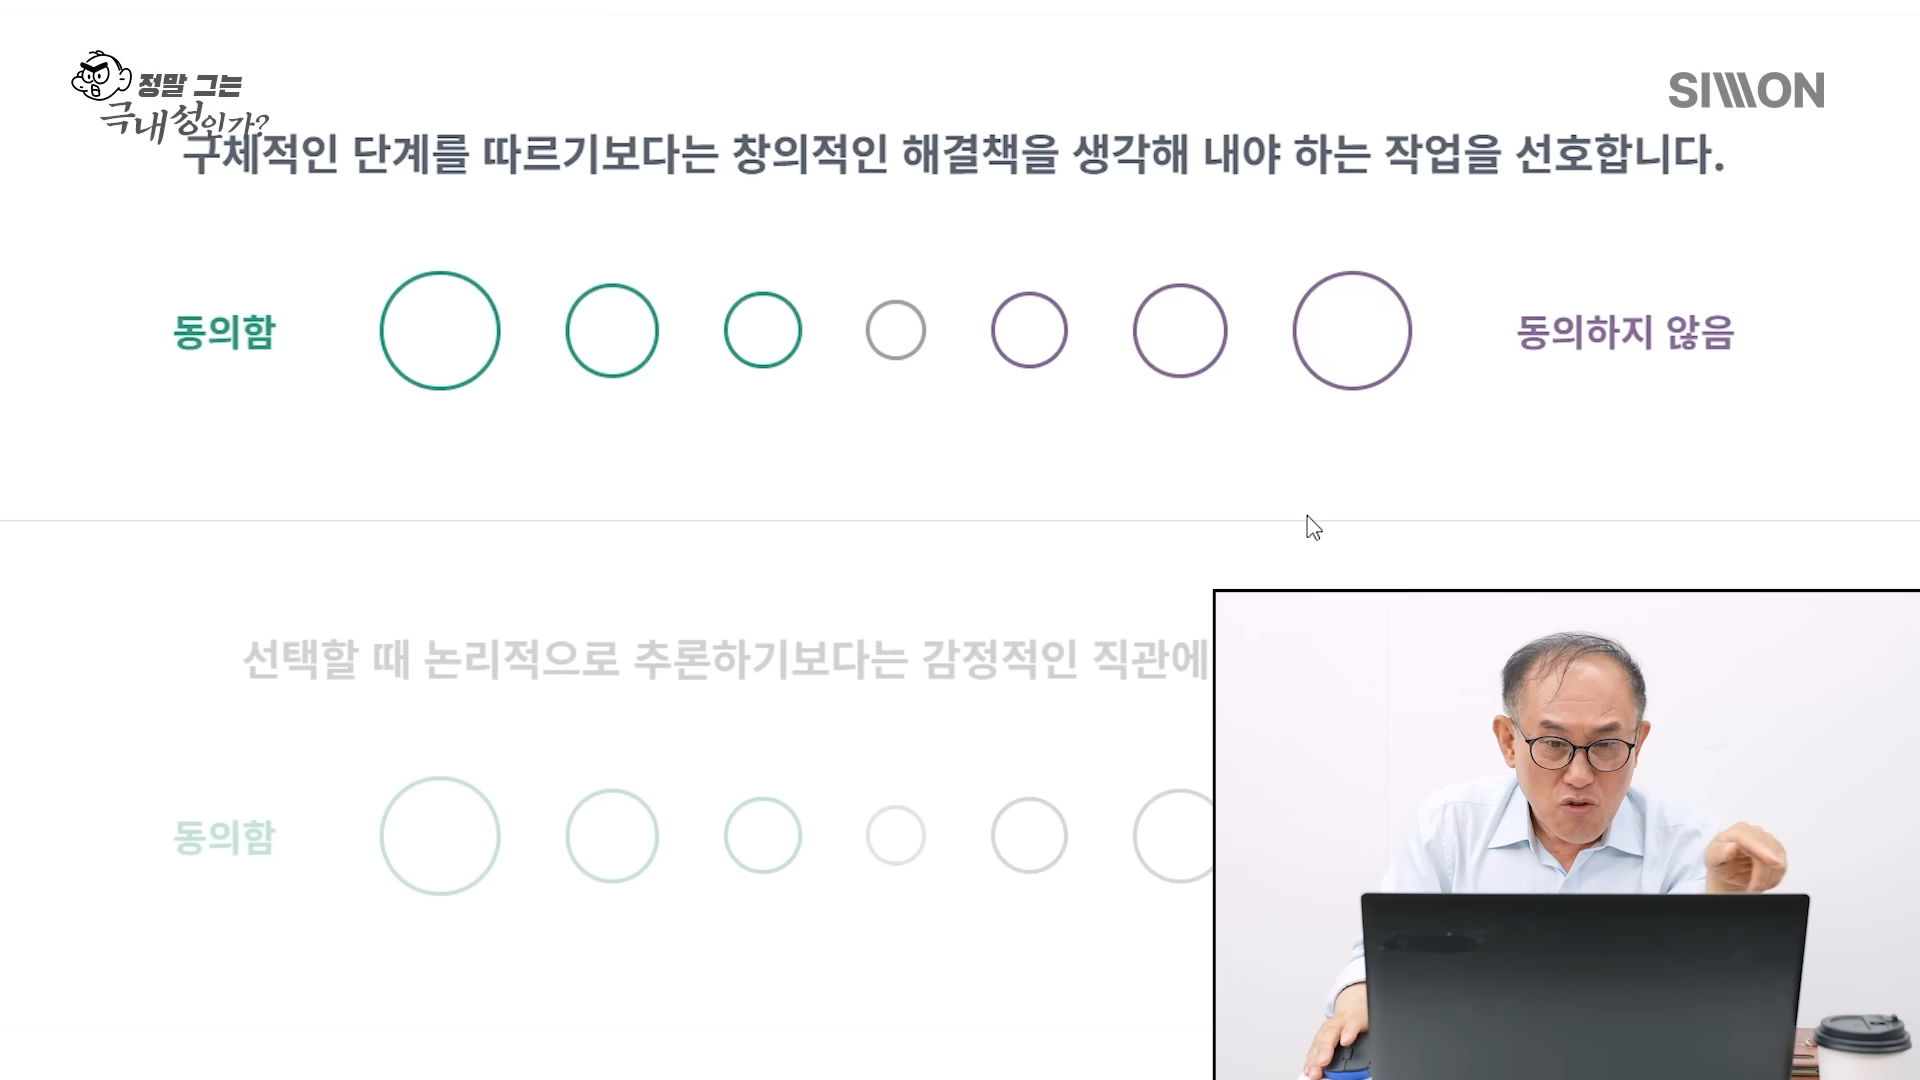 정말 그는
극내성인가?
SIMON
구체적인 단계를 따르기보다는 창의적인 해결책을 생각해 내야 하는 작업을 선호합니다.
동의함
동의하지 않음
선택할 때 논리적으로 추론하기보다는 감정적인 직관에
동의함